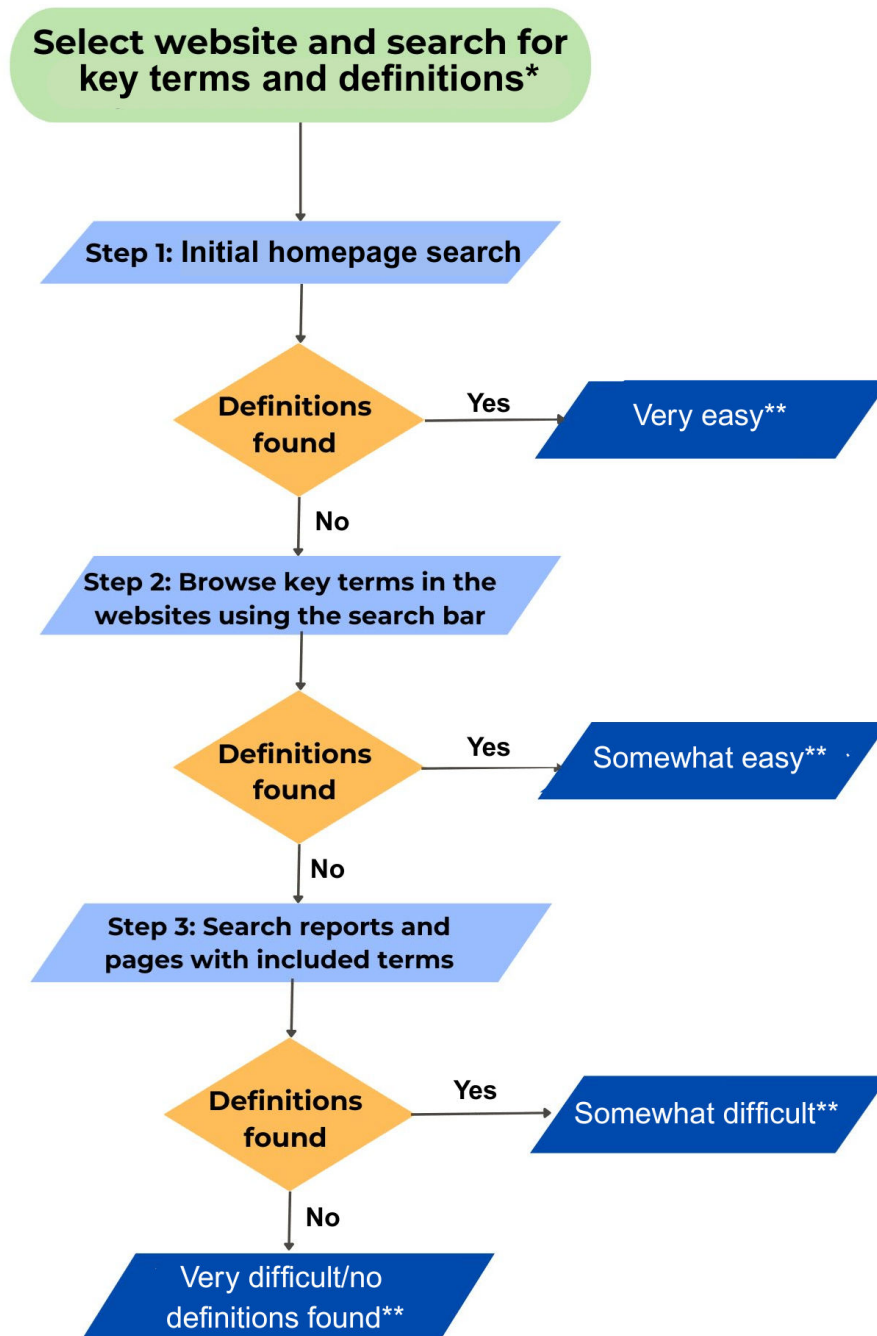 Select website and search for
key terms and definitions*
Step 1: Initial homepage search
Definitions
found
Yes
Very easy**
No
Step 2: Browse key terms in the
websites using the search bar
Definitions
found
Yes
Somewhat easy**
No
Step 3: Search reports and
pages with included terms
Definitions
found
Yes
Somewhat difficult**
No
Very difficult/no
definitions found**